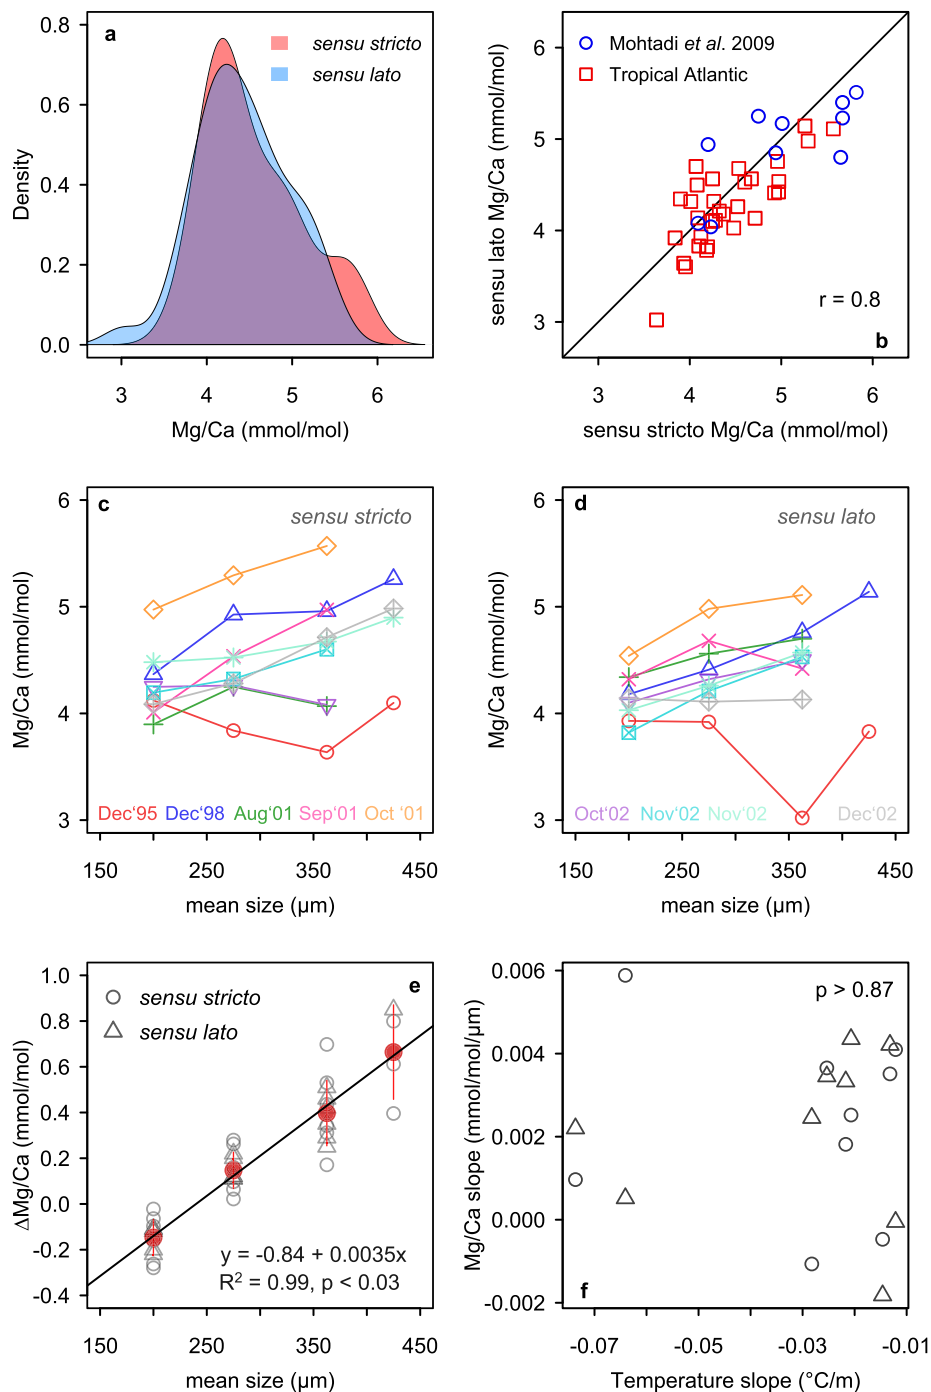 a
sensu stricto
sensu lato
0.8
0.6
0.4
0.2
0.0
Density
3 4 5 6
Mg/Ca (mmol/mol)
Mohtadi et al. 2009
Tropical Atlantic
6
5
4
3
sensu lato Mg/Ca (mmol/mol)
r = 0.8
b
3 4 5 6
sensu stricto Mg/Ca (mmol/mol)
c
sensu stricto
6
5
4
3
Mg/Ca (mmol/mol)
Dec‘95 Dec‘98 Aug‘01 Sep‘01 Oct ‘01
150 250 350 450
mean size (µm)
d
sensu lato
6
5
4
3
Mg/Ca (mmol/mol)
Oct‘02 Nov‘02 Nov‘02 Dec‘02
150 250 350 450
mean size (µm)
e
sensu stricto
sensu lato
1.0
0.8
0.6
0.4
0.2
0.0
-0.2
-0.4
ΔMg/Ca (mmol/mol)
y = -0.84 + 0.0035x
R² = 0.99, p < 0.03
150 250 350 450
mean size (µm)
p > 0.87
0.006
0.004
0.002
0.000
-0.002
Mg/Ca slope (mmol/mol/µm)
f
-0.07 -0.05 -0.03 -0.01
Temperature slope (°C/m)